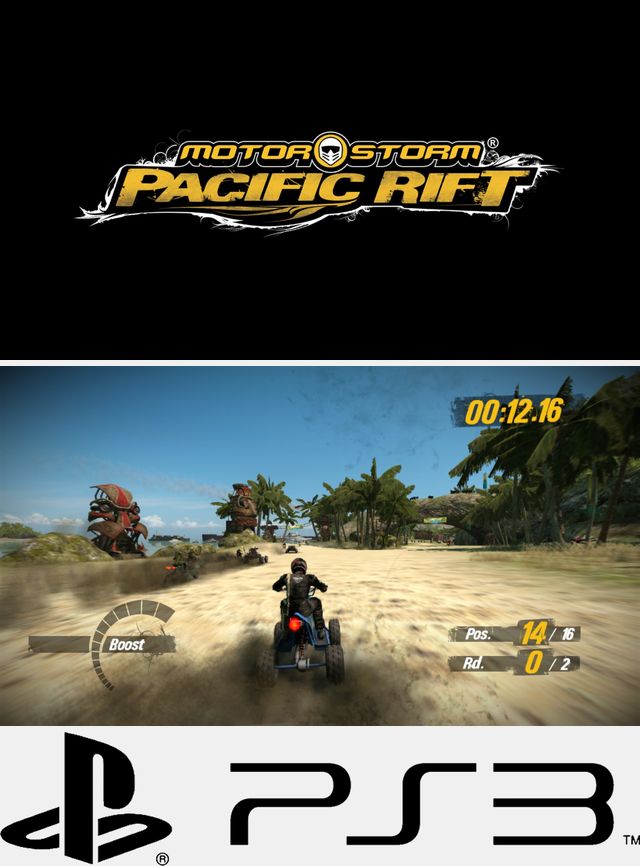 MOTORSTORM®
PACIFIC RIFT
00:12.16
Boost
Pos. 14 / 16
Rd. 0 / 2
® PS3™